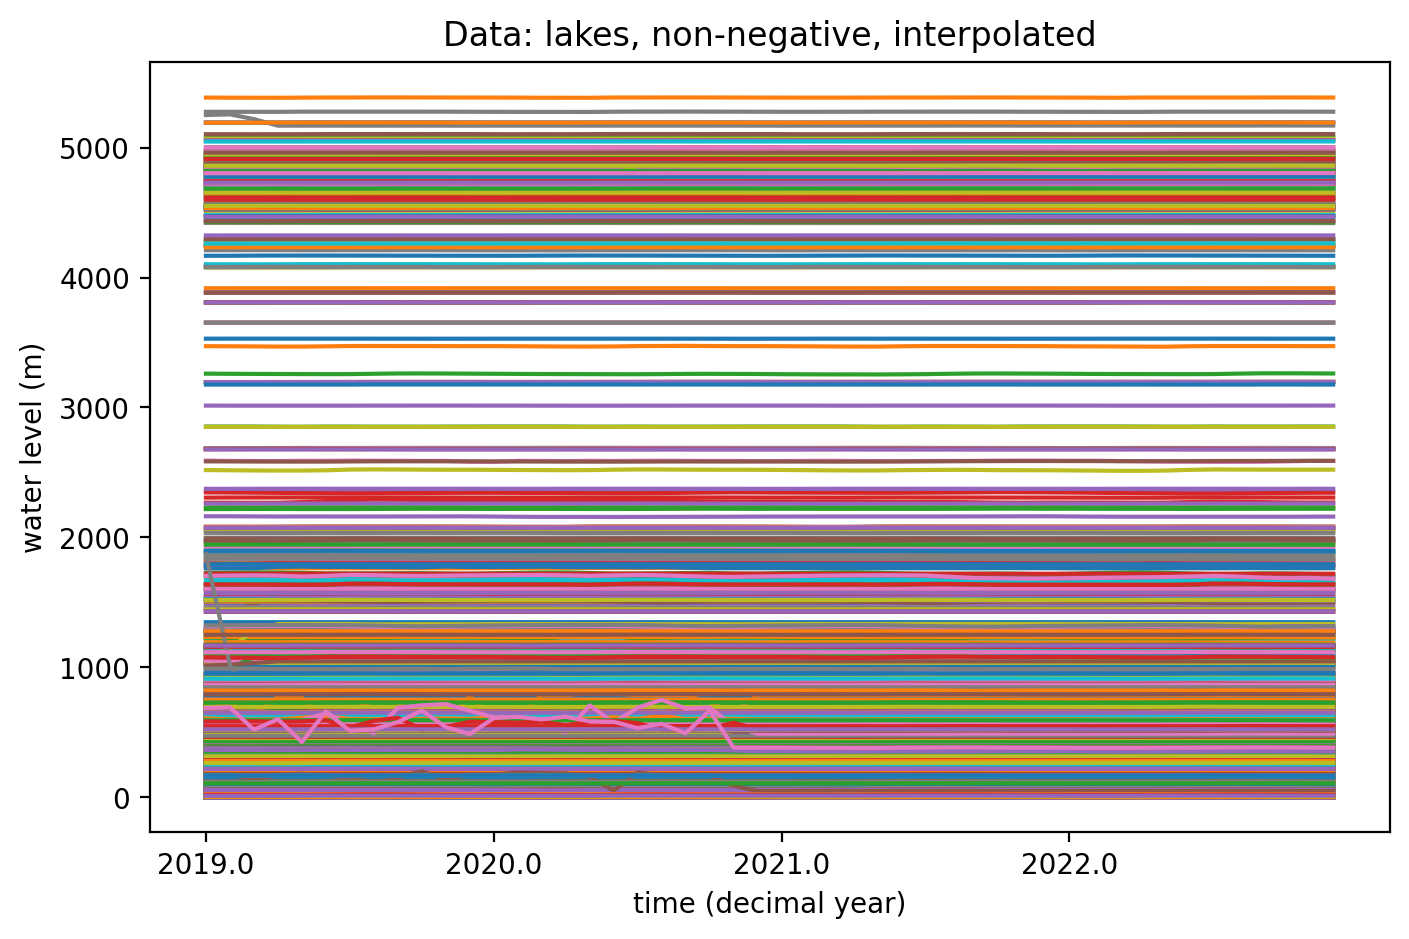 Data: lakes, non-negative, interpolated
5000
4000
3000
2000
1000
0
water level (m)
2019.0 2020.0 2021.0 2022.0
time (decimal year)